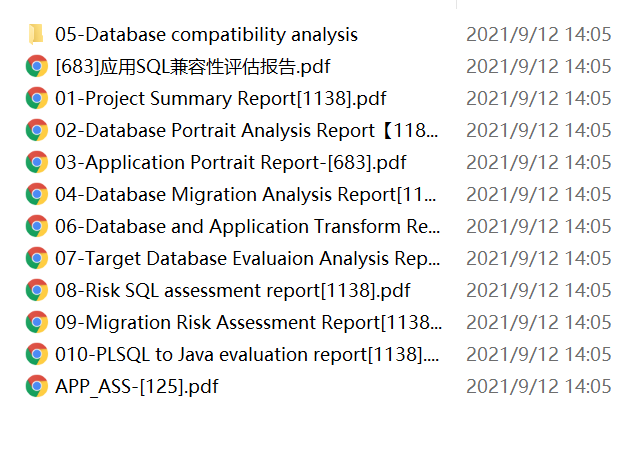 05-Database compatibility analysis 2021/9/12 14:05
[683]应用SQL兼容性评估报告.pdf 2021/9/12 14:05
01-Project Summary Report[1138].pdf 2021/9/12 14:05
02-Database Portrait Analysis Report【118... 2021/9/12 14:05
03-Application Portrait Report-[683].pdf 2021/9/12 14:05
04-Database Migration Analysis Report[11... 2021/9/12 14:05
06-Database and Application Transform Re... 2021/9/12 14:05
07-Target Database Evaluaion Analysis Rep... 2021/9/12 14:05
08-Risk SQL assessment report[1138].pdf 2021/9/12 14:05
09-Migration Risk Assessment Report[1138... 2021/9/12 14:05
010-PLSQL to Java evaluation report[1138].... 2021/9/12 14:05
APP_ASS-[125].pdf 2021/9/12 14:05